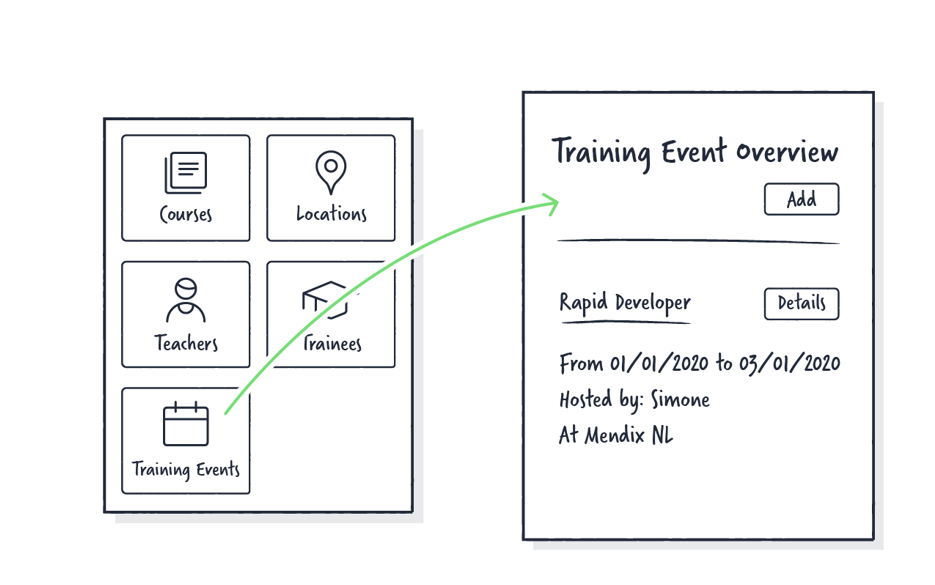 Courses
Locations
Teachers
Trainees
Training Events
Training Event Overview
Add
Rapid Developer
Details
From 01/01/2020 to 03/01/2020
Hosted by: Simone
At Mendix NL